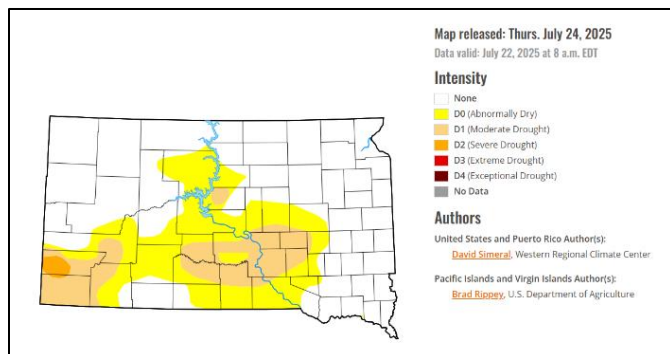 Map released: Thurs. July 24, 2025
Data valid: July 22, 2025 at 8 a.m. EDT
Intensity
None
D0 (Abnormally Dry)
D1 (Moderate Drought)
D2 (Severe Drought)
D3 (Extreme Drought)
D4 (Exceptional Drought)
No Data
Authors
United States and Puerto Rico Author(s):
David Simeral, Western Regional Climate Center
Pacific Islands and Virgin Islands Author(s):
Brad Rippey, U.S. Department of Agriculture